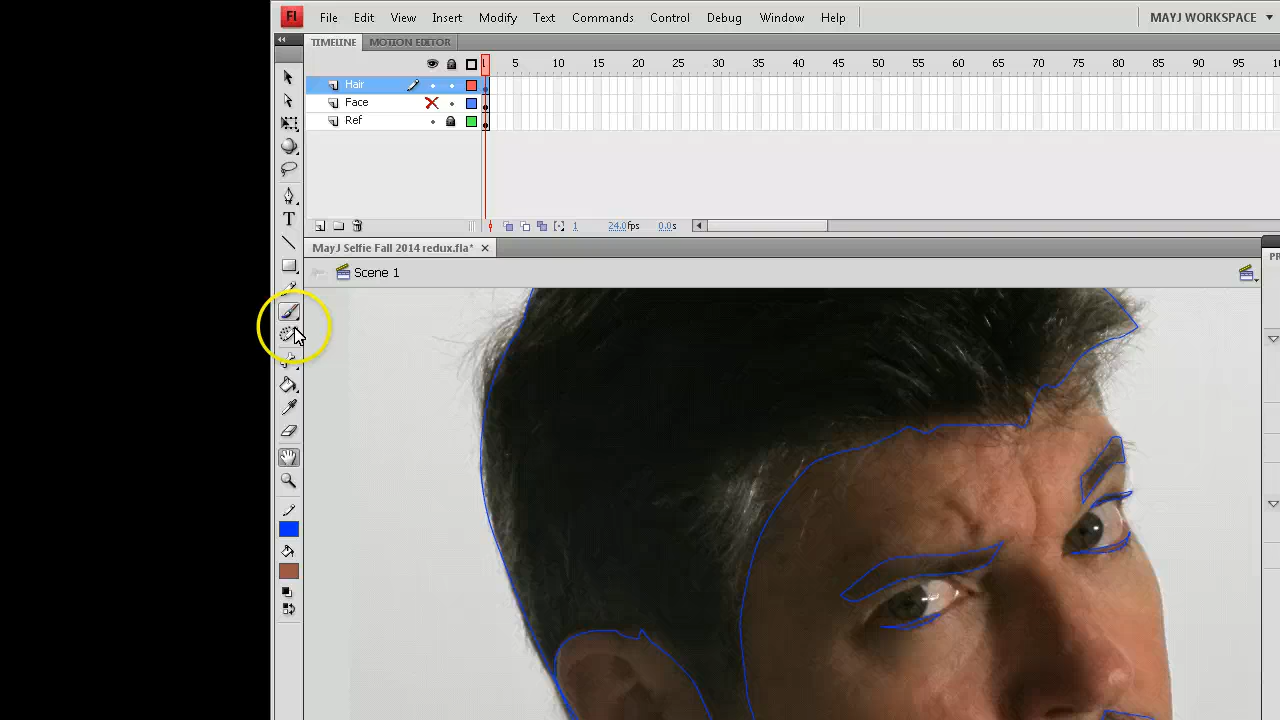 Fl File Edit View Insert Modify Text Commands Control Debug Window Help MAYJ WORKSPACE
TIMELINE MOTION EDITOR
1 5 10 15 20 25 30 35 40 45 50 55 60 65 70 75 80 85 90 95
Hair
Face
Ref
1 24.0fps 0.0s
MayJ Selfie Fall 2014 redux.fla*
Scene 1
T